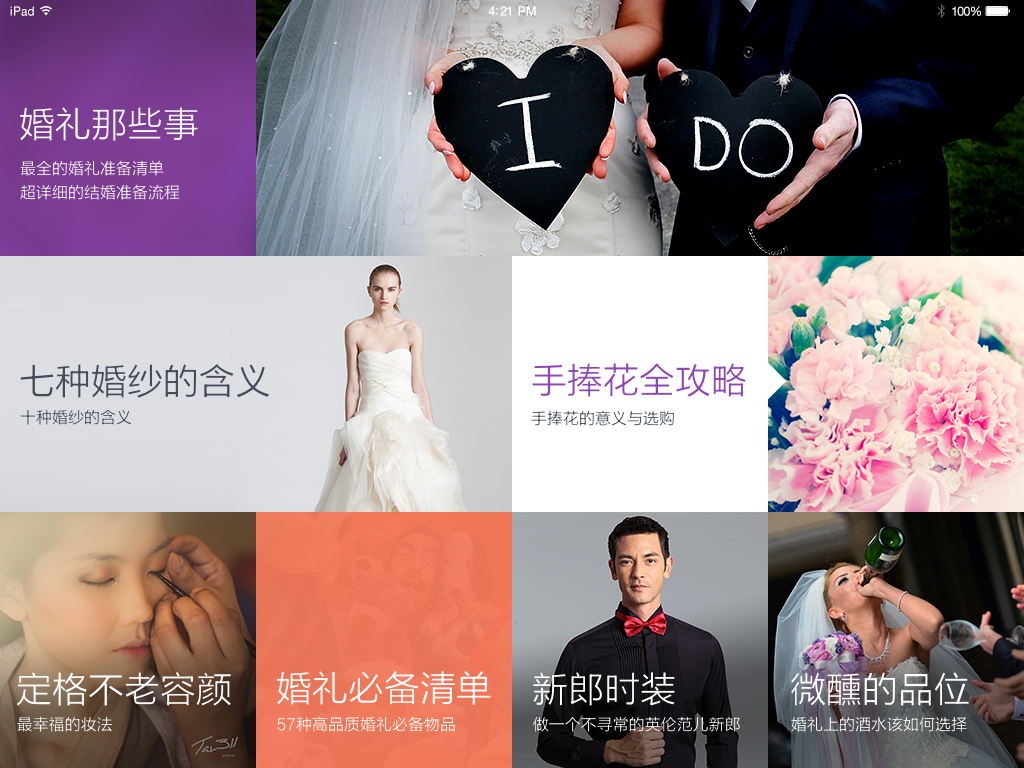 iPad 4:21 PM 100%
I DO
婚礼那些事
最全的婚礼准备清单
超详细的结婚准备流程
七种婚纱的含义
十种婚纱的含义
手捧花全攻略
手捧花的意义与选购
定格不老容颜
最幸福的妆法
婚礼必备清单
57种高品质婚礼必备物品
新郎时装
做一个不寻常的英伦范儿新郎
微醺的品位
婚礼上的酒水该如何选择